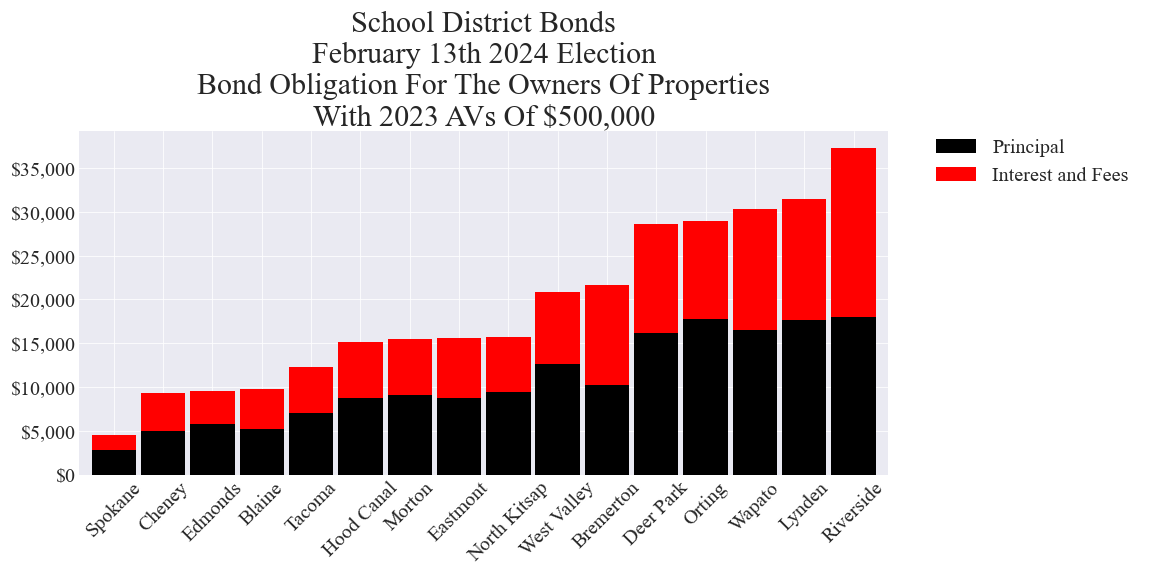 School District Bonds
February 13th 2024 Election
Bond Obligation For The Owners Of Properties
With 2023 AVs Of $500,000
Principal
Interest and Fees
$35,000
$30,000
$25,000
$20,000
$15,000
$10,000
$5,000
$0
Spokane
Cheney
Edmonds
Blaine
Tacoma
Hood Canal
Morton
Eastmont
North Kitsap
West Valley
Bremerton
Deer Park
Orting
Wapato
Lynden
Riverside